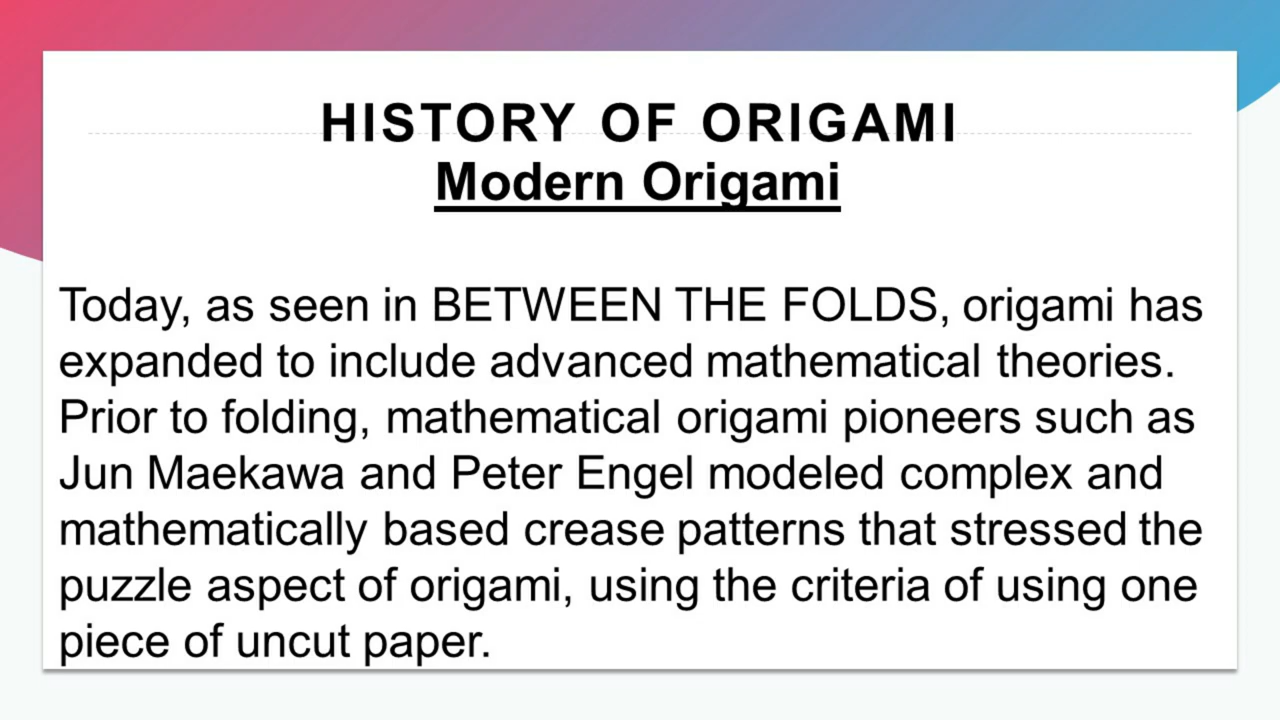 HISTORY OF ORIGAMI
Modern Origami
Today, as seen in BETWEEN THE FOLDS, origami has
expanded to include advanced mathematical theories.
Prior to folding, mathematical origami pioneers such as
Jun Maekawa and Peter Engel modeled complex and
mathematically based crease patterns that stressed the
puzzle aspect of origami, using the criteria of using one
piece of uncut paper.